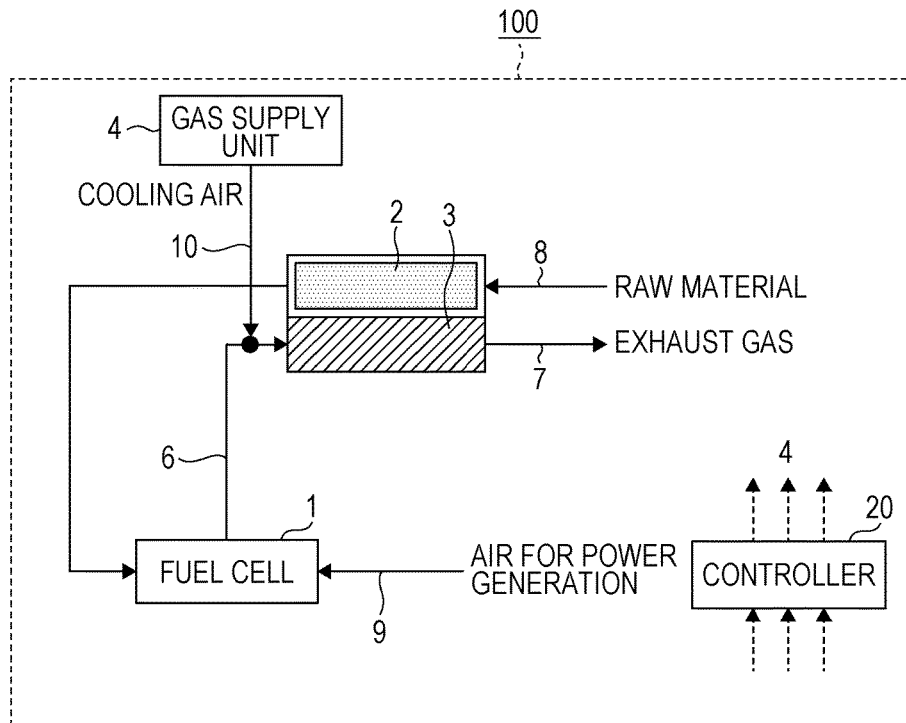 100
4
GAS SUPPLY
UNIT
COOLING AIR
10
2
3
8
RAW MATERIAL
EXHAUST GAS
7
6
4
1
20
FUEL CELL
AIR FOR POWER
GENERATION
CONTROLLER
9